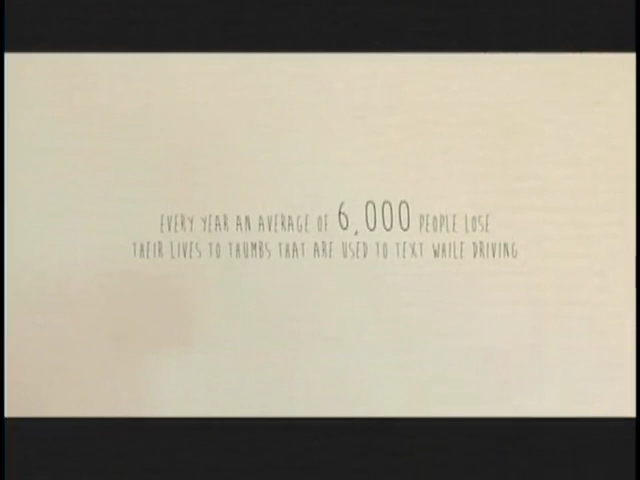 EVERY YEAR AN AVERAGE OF 6,000 PEOPLE LOSE
THEIR LIVES TO THUMBS THAT ARE USED TO TEXT WHILE DRIVING